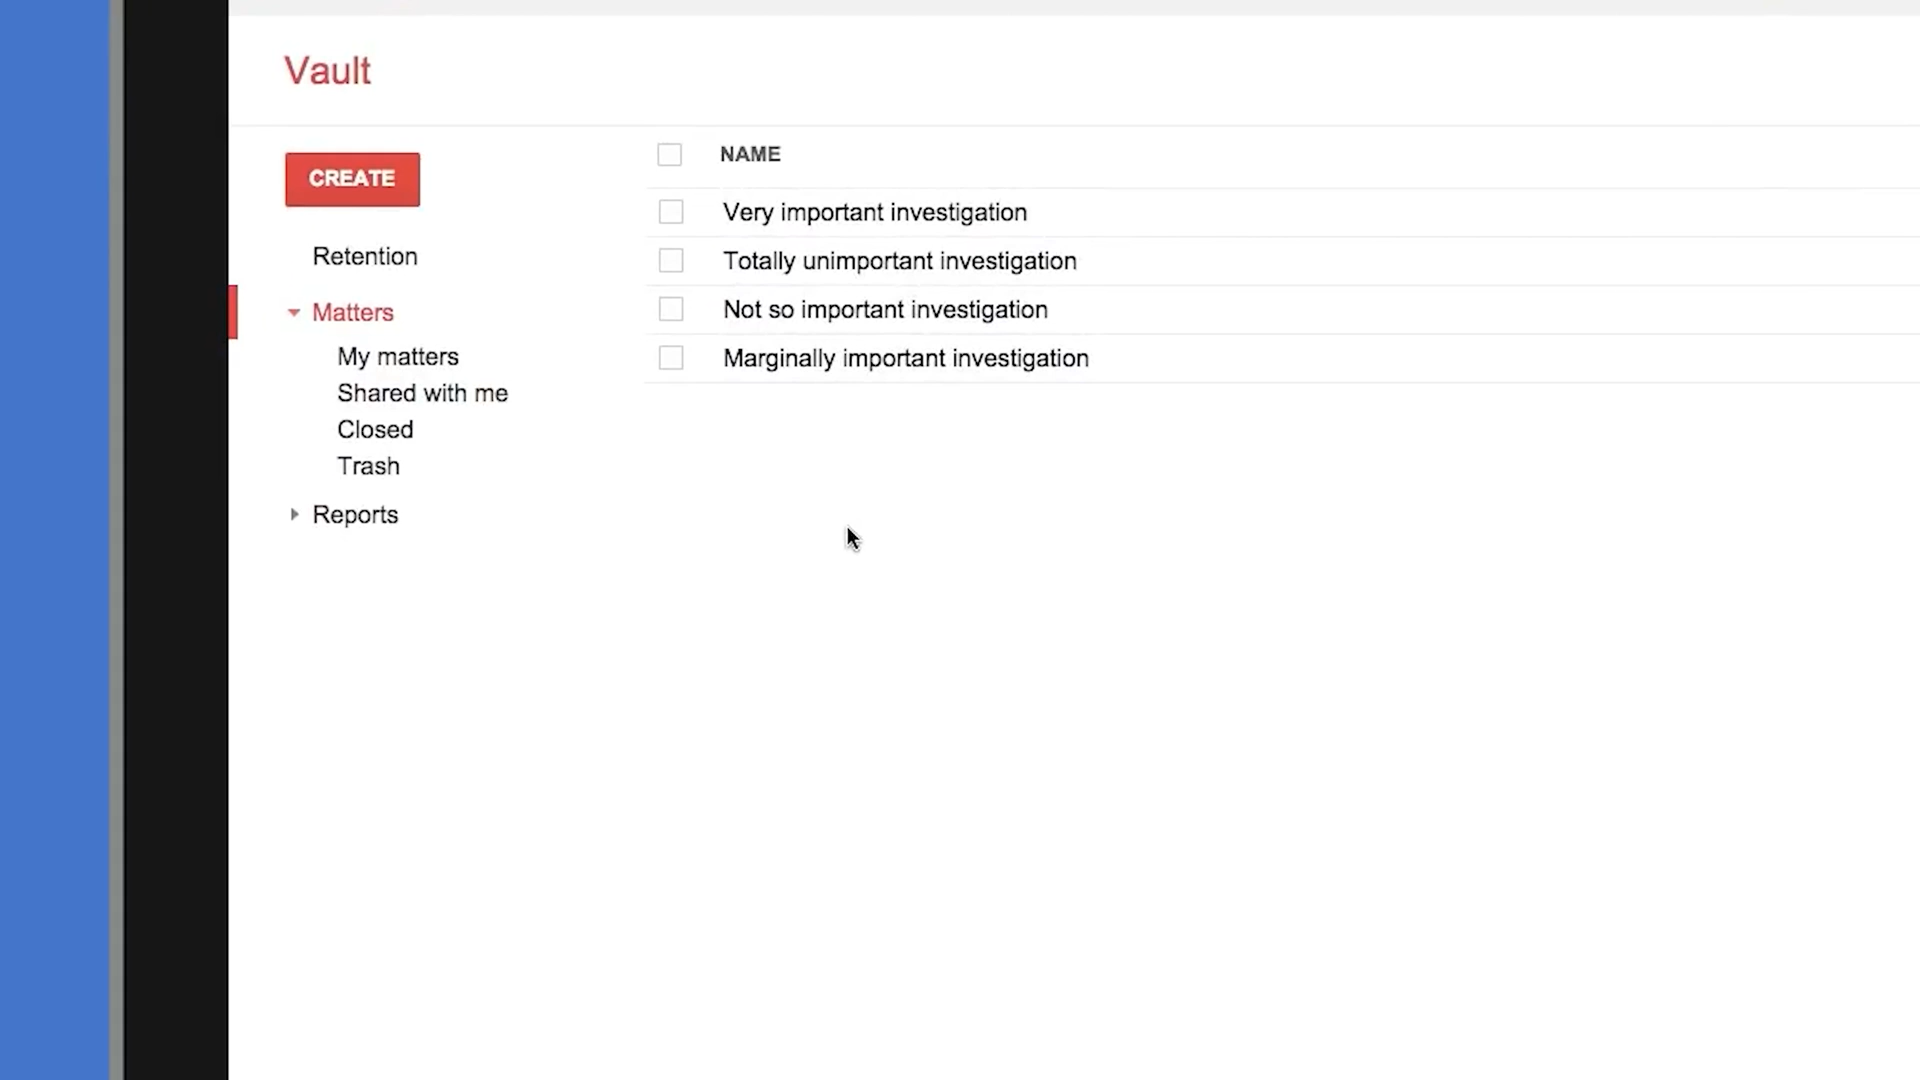 Vault
CREATE
Retention
Matters
My matters
Shared with me
Closed
Trash
Reports
NAME
Very important investigation
Totally unimportant investigation
Not so important investigation
Marginally important investigation